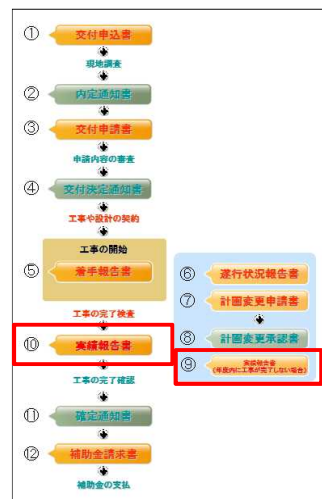 ① 交付申込書
現地調査
② 内定通知書
③ 交付申請書
申請内容の審査
④ 交付決定通知書
工事や設計の契約
工事の開始
⑤ 着手報告書
工事の完了検査
⑩ 実績報告書
工事の完了確認
⑪ 確定通知書
⑫ 補助金請求書
補助金の支払
⑥ 遂行状況報告書
⑦ 計画変更申請書
⑧ 計画変更承認書
⑨ 実績報告書
(年度内に工事が完了しない場合)